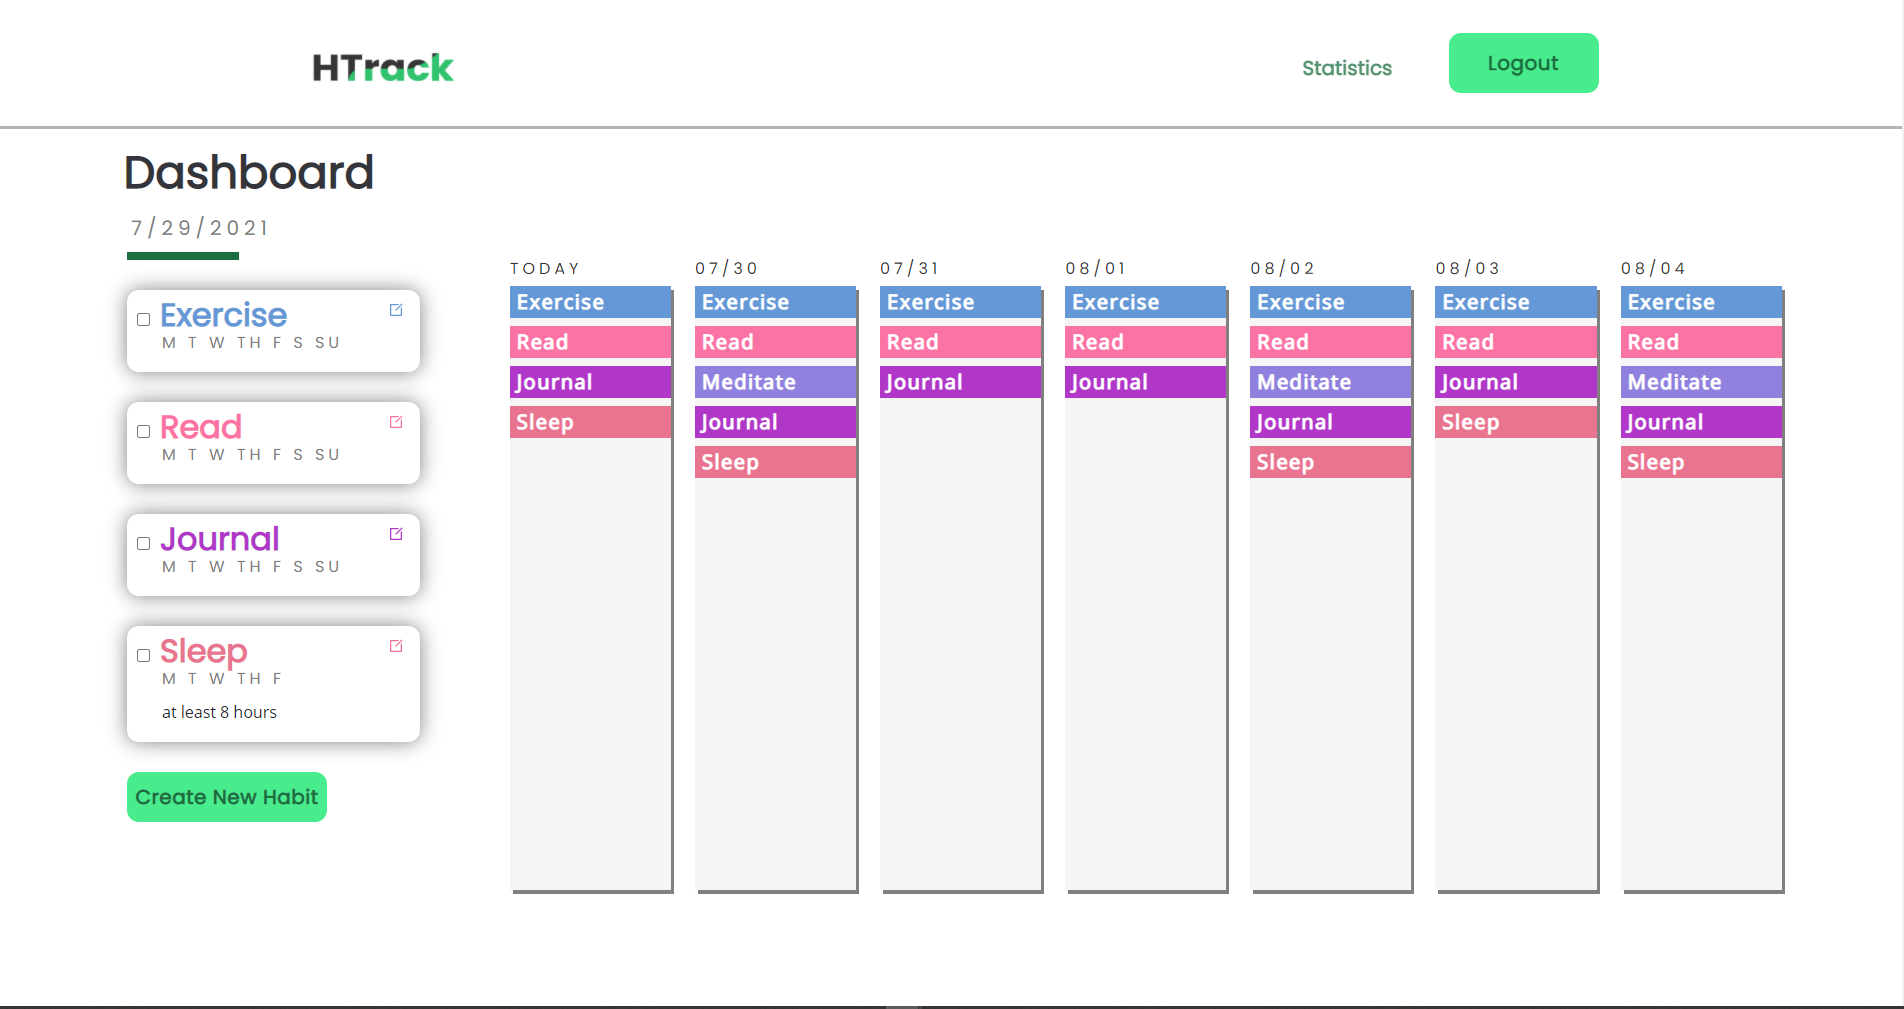 HTrack
Statistics
Logout
Dashboard
7/29/2021
Exercise
M T W TH F S SU
Read
M T W TH F S SU
Journal
M T W TH F S SU
Sleep
M T W TH F
at least 8 hours
Create New Habit
TODAY
Exercise
Read
Journal
Sleep
07/30
Exercise
Read
Meditate
Journal
Sleep
07/31
Exercise
Read
Journal
08/01
Exercise
Read
Journal
08/02
Exercise
Read
Meditate
Journal
Sleep
08/03
Exercise
Read
Journal
Sleep
08/04
Exercise
Read
Meditate
Journal
Sleep